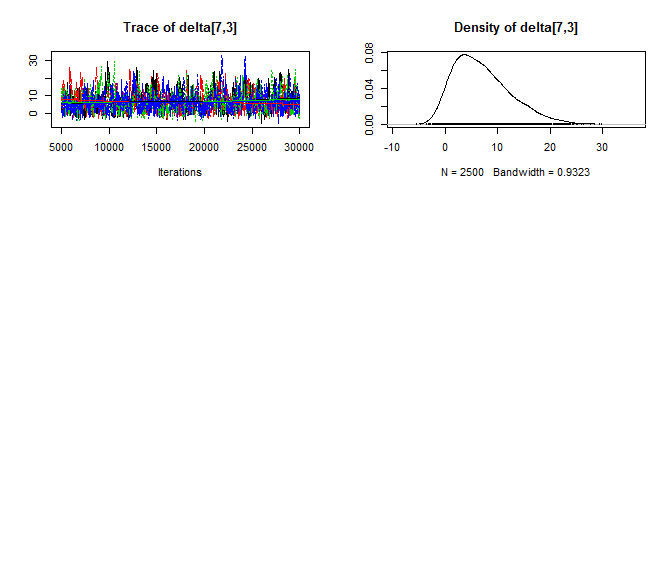 Trace of delta[7,3]
30
10
0
5000 10000 15000 20000 25000 30000
Iterations
Density of delta[7,3]
0.08
0.04
0.00
-10 0 10 20 30
N = 2500 Bandwidth = 0.9323